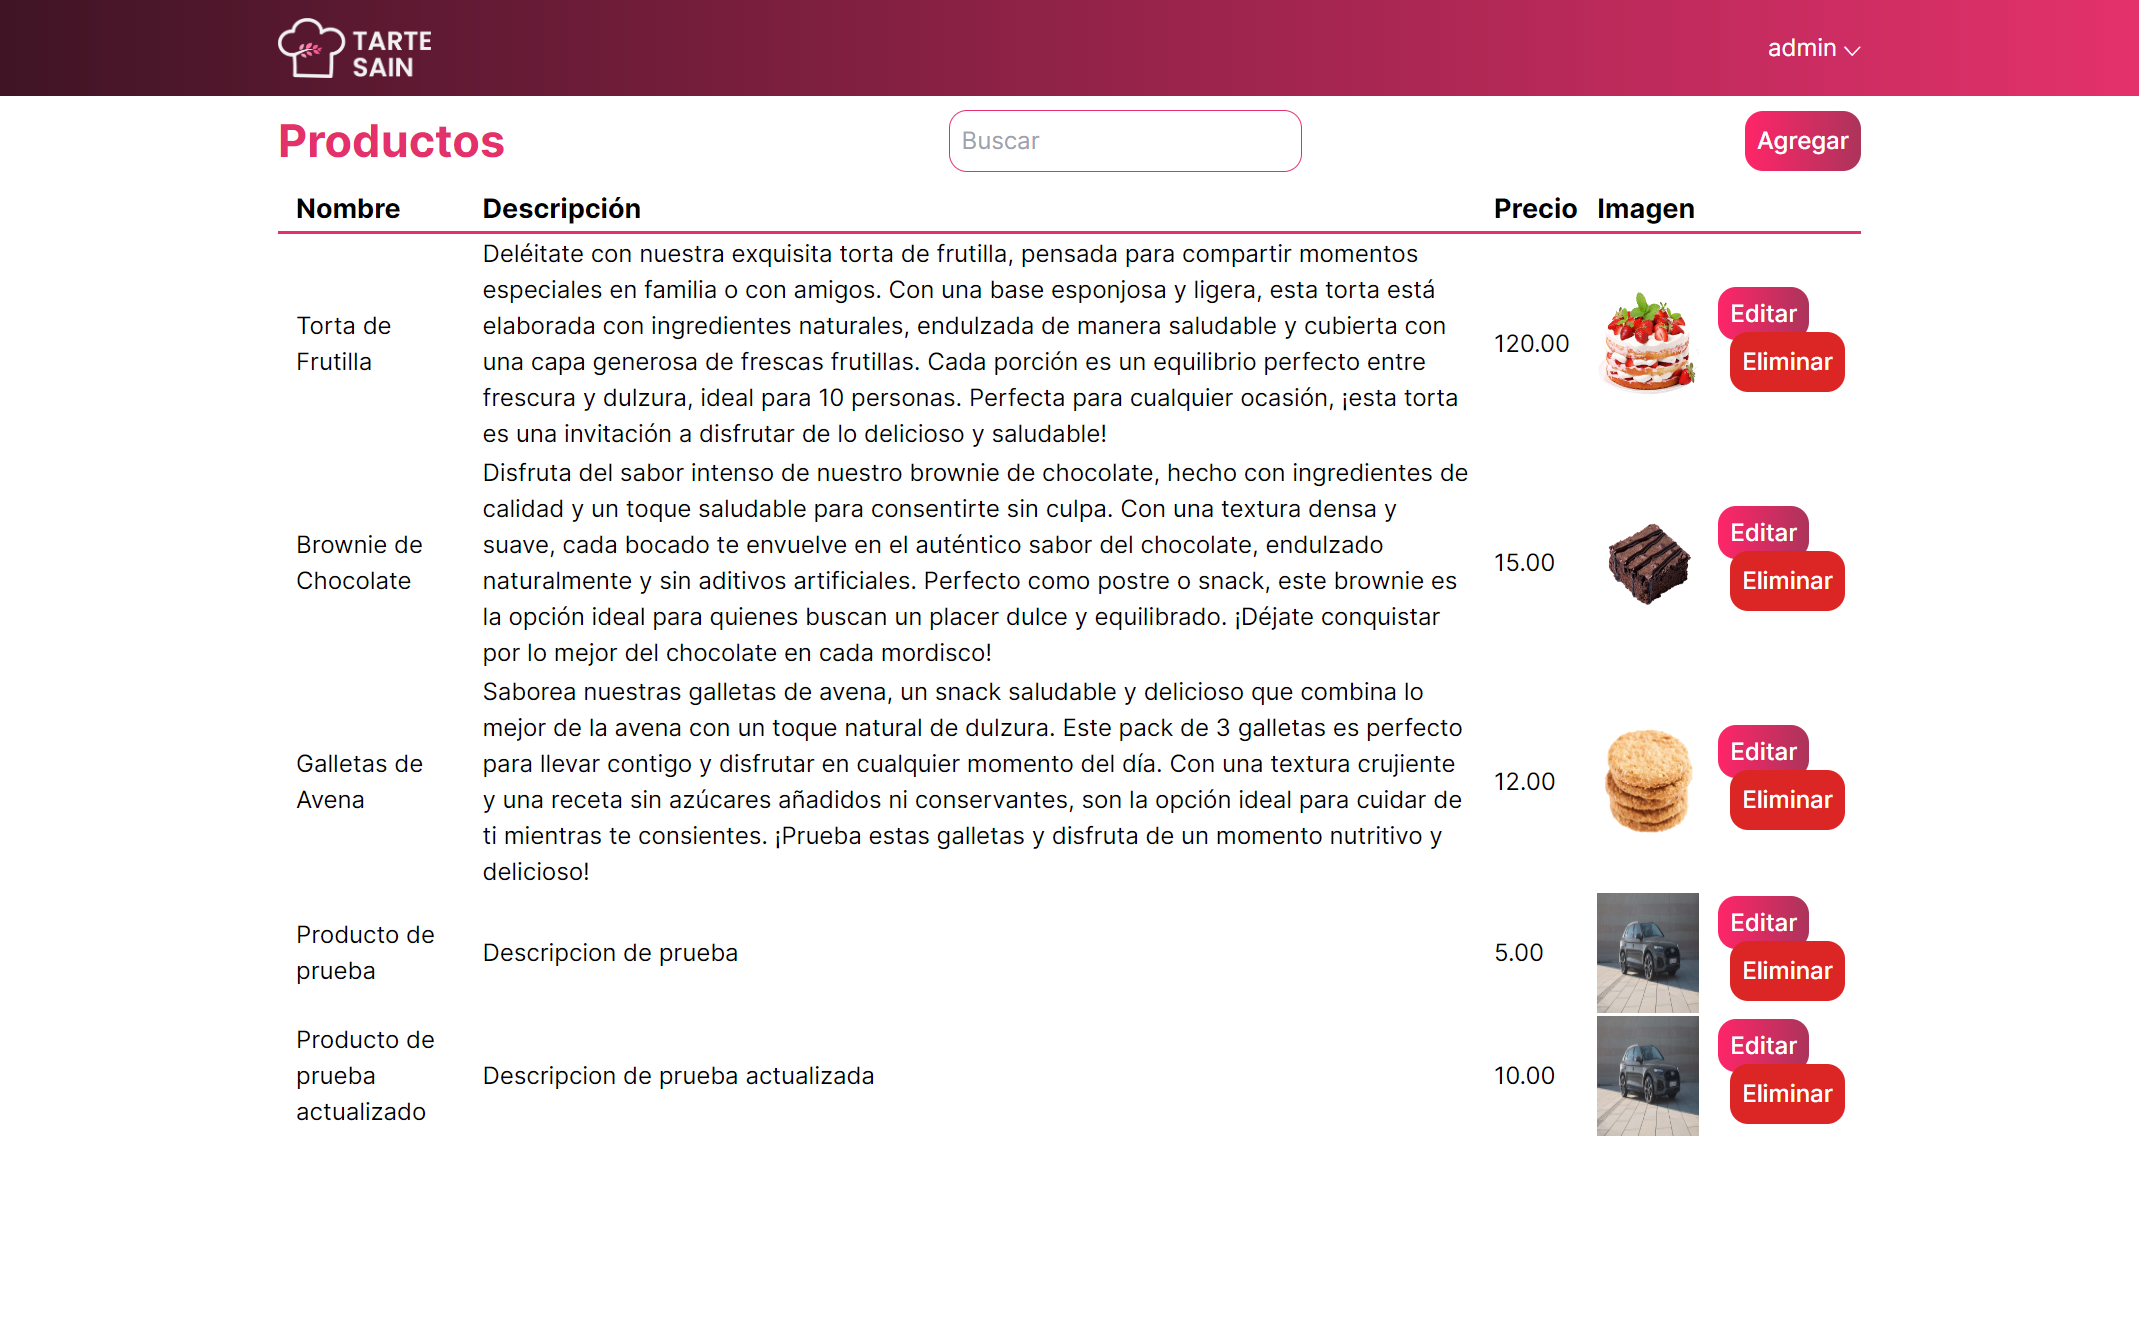 TARTE
SAIN
admin
Productos
Buscar
Agregar
Nombre Descripción Precio Imagen
Torta de
Frutilla
Deléitate con nuestra exquisita torta de frutilla, pensada para compartir momentos
especiales en familia o con amigos. Con una base esponjosa y ligera, esta torta está
elaborada con ingredientes naturales, endulzada de manera saludable y cubierta con
una capa generosa de frescas frutillas. Cada porción es un equilibrio perfecto entre
frescura y dulzura, ideal para 10 personas. Perfecta para cualquier ocasión, ¡esta torta
es una invitación a disfrutar de lo delicioso y saludable!
120.00
Editar
Eliminar
Brownie de
Chocolate
Disfruta del sabor intenso de nuestro brownie de chocolate, hecho con ingredientes de
calidad y un toque saludable para consentirte sin culpa. Con una textura densa y
suave, cada bocado te envuelve en el auténtico sabor del chocolate, endulzado
naturalmente y sin aditivos artificiales. Perfecto como postre o snack, este brownie es
la opción ideal para quienes buscan un placer dulce y equilibrado. ¡Déjate conquistar
por lo mejor del chocolate en cada mordisco!
15.00
Editar
Eliminar
Galletas de
Avena
Saborea nuestras galletas de avena, un snack saludable y delicioso que combina lo
mejor de la avena con un toque natural de dulzura. Este pack de 3 galletas es perfecto
para llevar contigo y disfrutar en cualquier momento del día. Con una textura crujiente
y una receta sin azúcares añadidos ni conservantes, son la opción ideal para cuidar de
ti mientras te consientes. ¡Prueba estas galletas y disfruta de un momento nutritivo y
delicioso!
12.00
Editar
Eliminar
Producto de
prueba
Descripcion de prueba
5.00
Editar
Eliminar
Producto de
prueba
actualizado
Descripcion de prueba actualizada
10.00
Editar
Eliminar